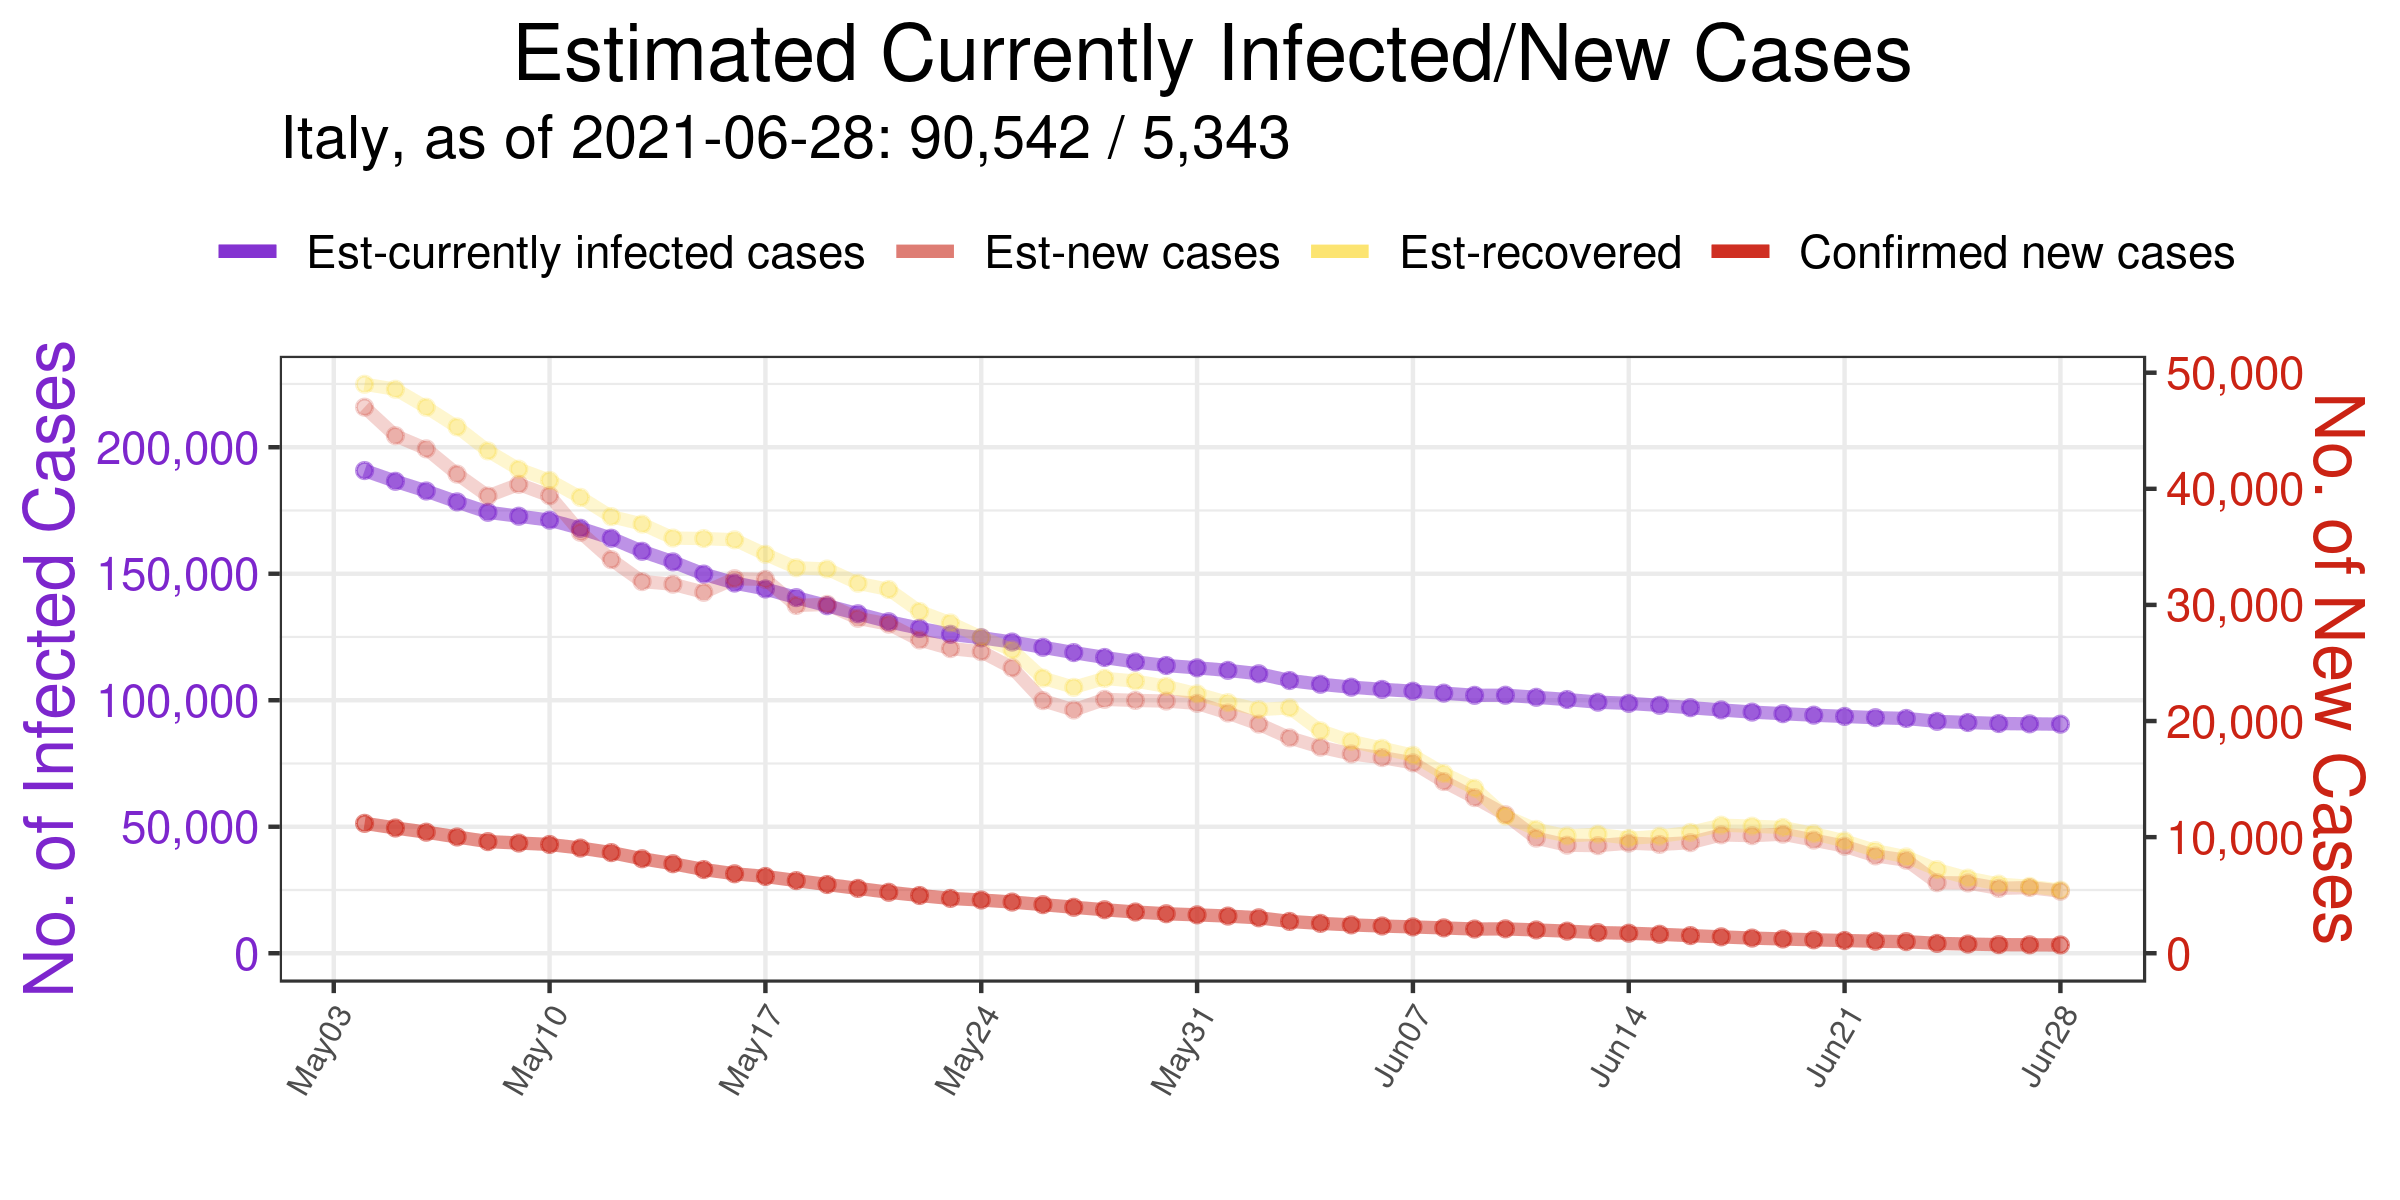 Estimated Currently Infected/New Cases
Italy, as of 2021-06-28: 90,542 / 5,343
Est-currently infected cases Est-new cases Est-recovered Confirmed new cases
No. of Infected Cases
200,000
150,000
100,000
50,000
0
50,000
40,000
30,000
20,000
10,000
0
No. of New Cases
May03 May10 May17 May24 May31 Jun07 Jun14 Jun21 Jun28